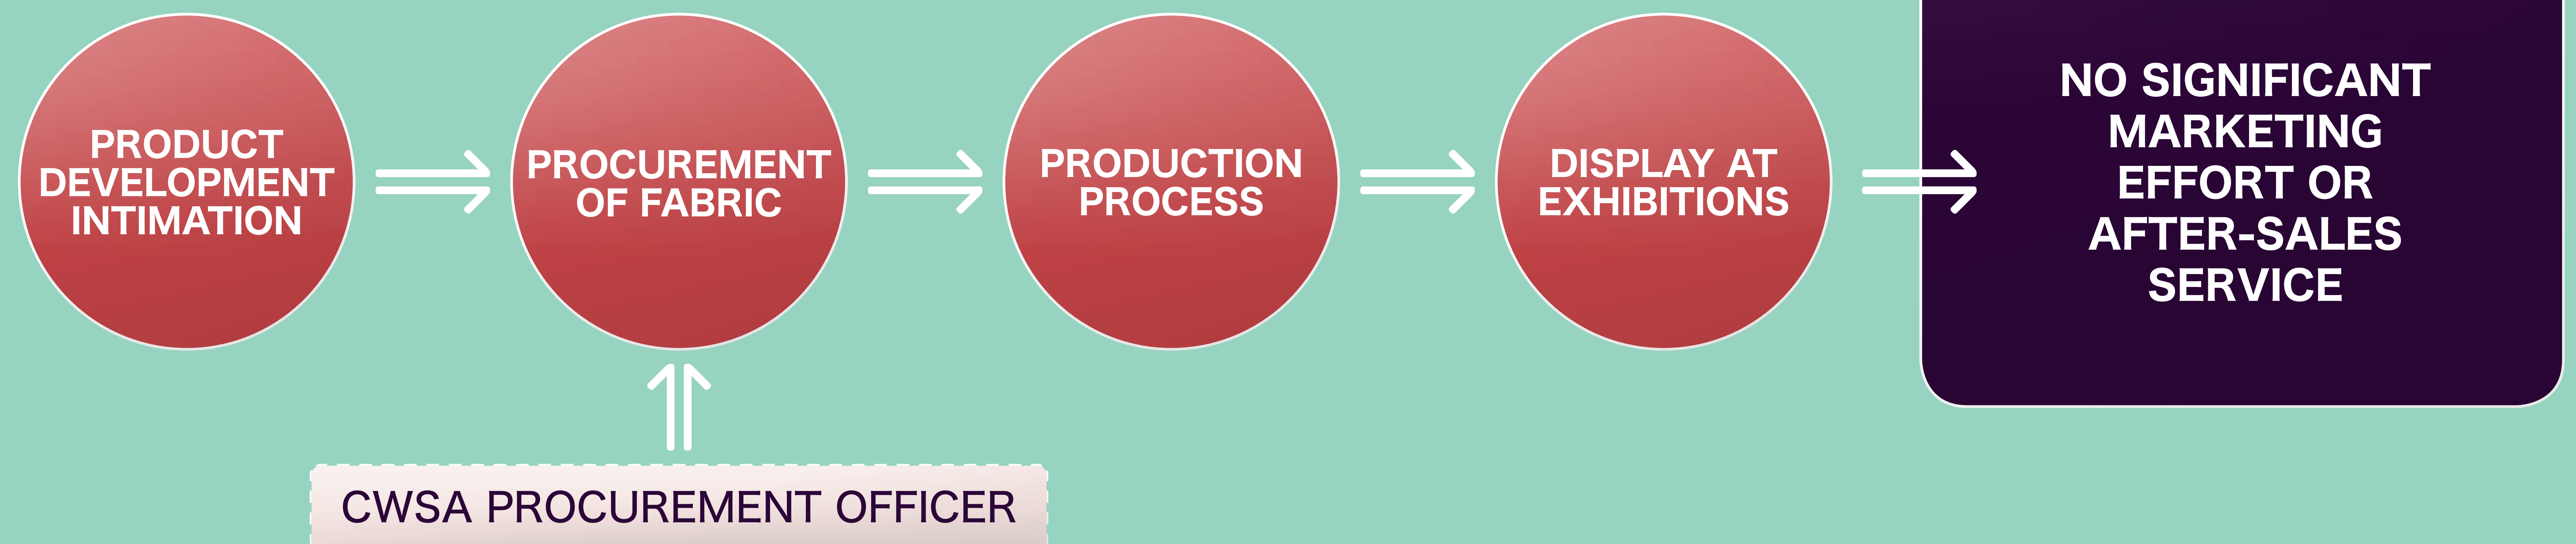 PRODUCT
DEVELOPMENT
INTIMATION
PROCUREMENT
OF FABRIC
PRODUCTION
PROCESS
DISPLAY AT
EXHIBITIONS
NO SIGNIFICANT
MARKETING
EFFORT OR
AFTER-SALES
SERVICE
CWSA PROCUREMENT OFFICER